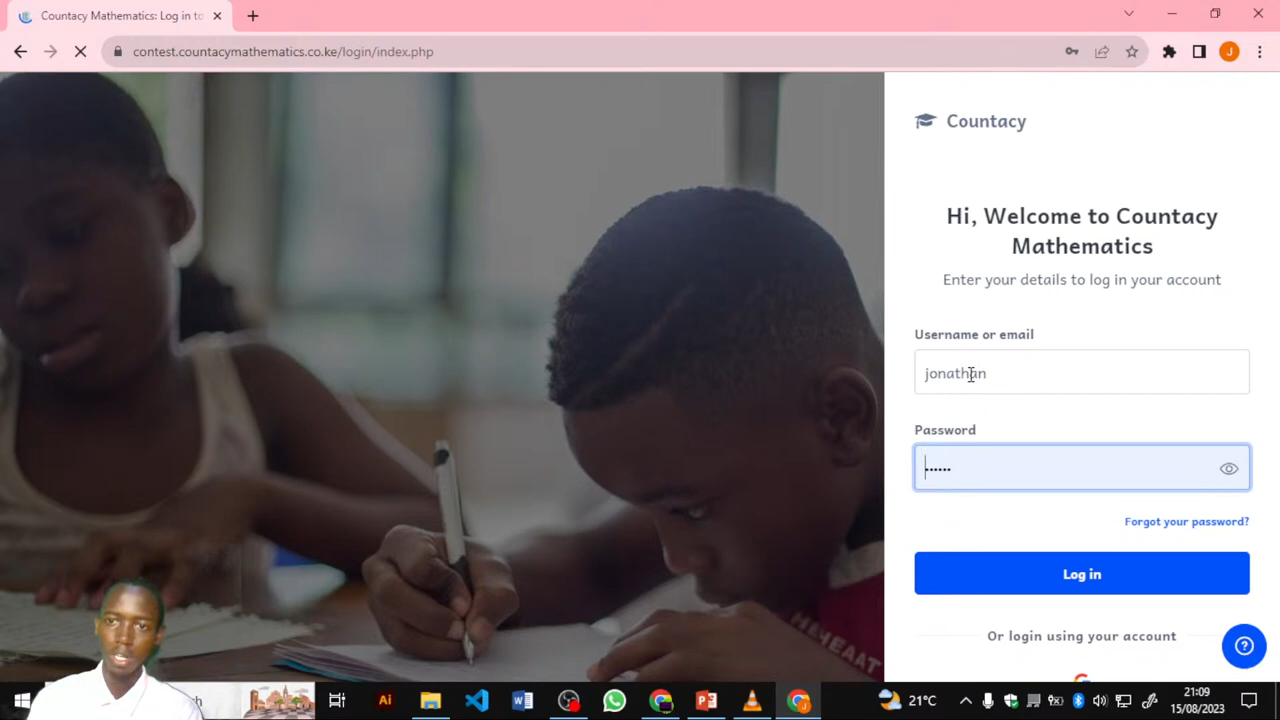 Countacy Mathematics: Log in to
contest.countacymathematics.co.ke/login/index.php
J
Countacy
Hi, Welcome to Countacy
Mathematics
Enter your details to log in your account
Username or email
jonathan
Password
••••••
Forgot your password?
Log in
Or login using your account
Ai
21°C
21:09
15/08/2023